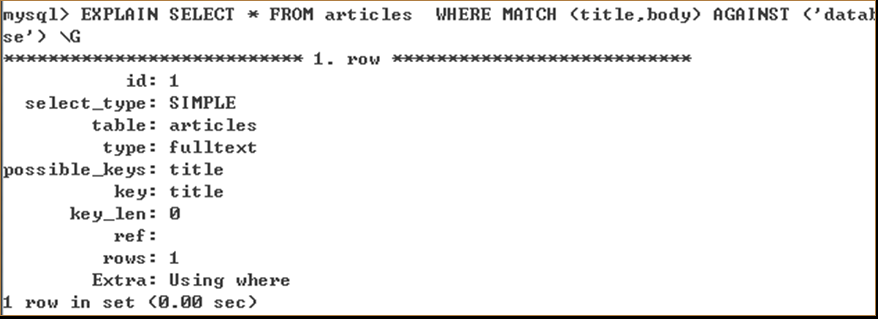 mysql> EXPLAIN SELECT * FROM articles  WHERE MATCH (title,body) AGAINST ('datab
se') \G
*************************** 1. row ***************************
           id: 1
  select_type: SIMPLE
        table: articles
         type: fulltext
possible_keys: title
          key: title
      key_len: 0
          ref:
         rows: 1
        Extra: Using where
1 row in set (0.00 sec)